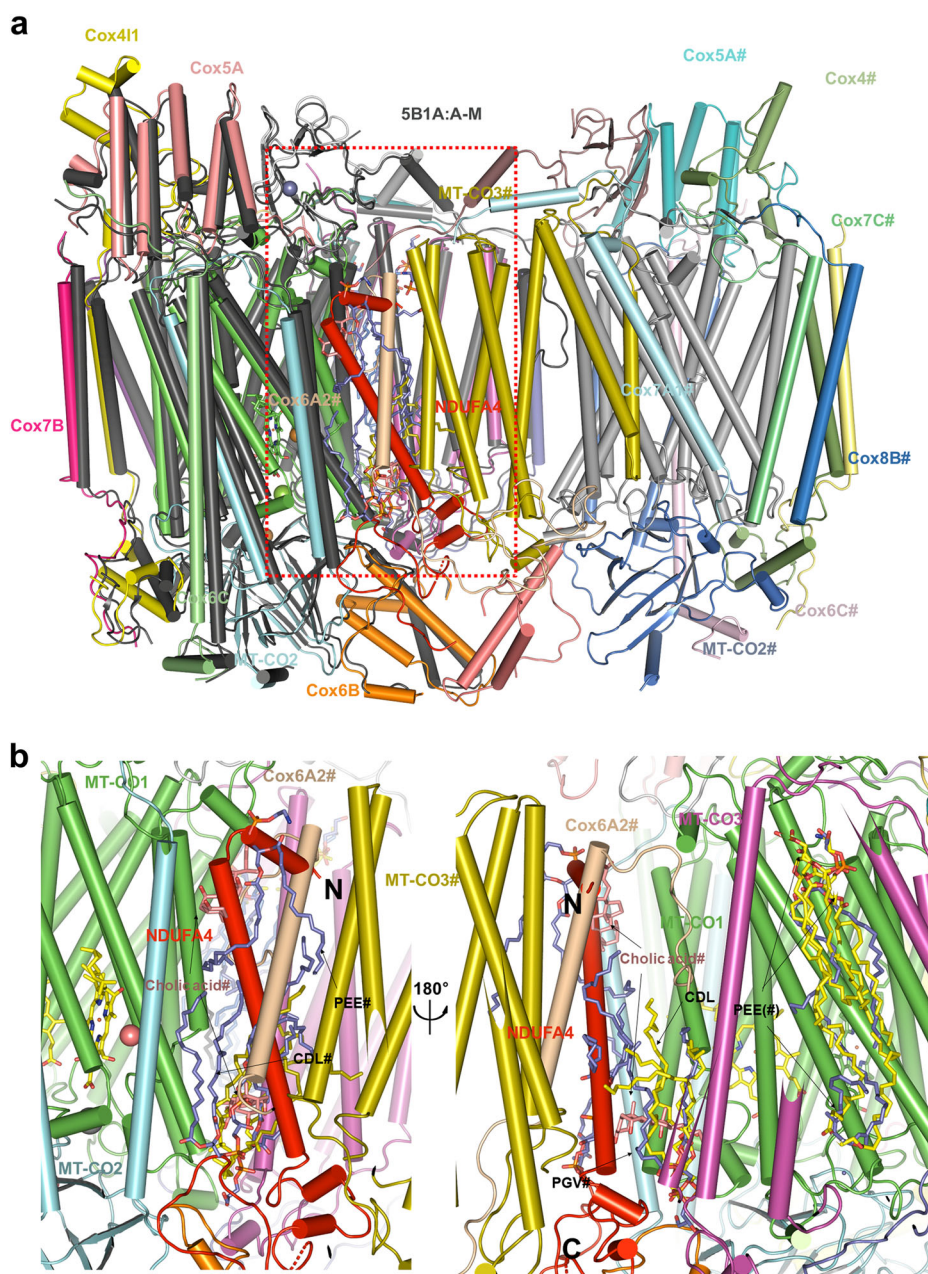 a
Cox4I1
Cox5A
Cox5A#
Cox4#
5B1A:A-M
MT-CO3#
Cox7C#
Cox6A2#
NDUFA4
Cox7A1#
Cox7B
Cox8B#
Cox6C
Cox6C#
MT-CO2
MT-CO2#
Cox6B
b
Cox6A2#
MT-CO1
N
MT-CO3#
NDUFA4
Cholic acid#
PEE#
CDL#
MT-CO2
180°
Cox6A2#
MT-CO3
N
MT-CO1
Cholic acid#
CDL
PEE(#)
NDUFA4
PGV#
C